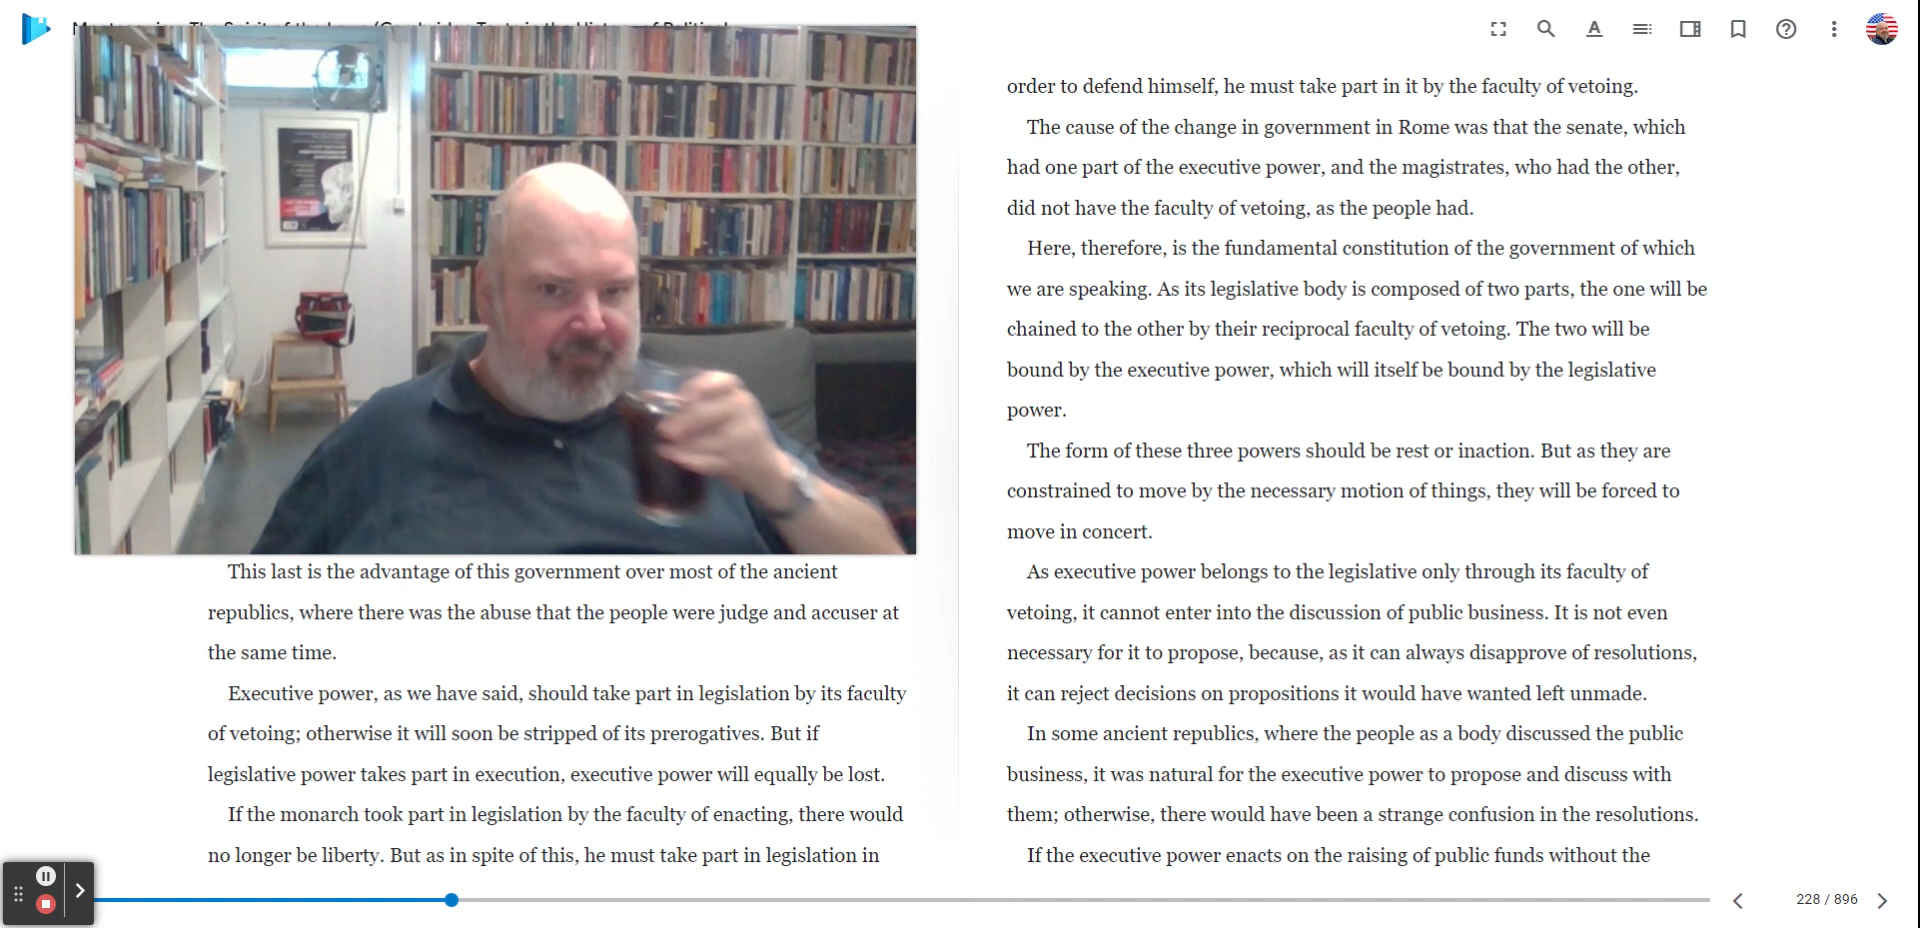 This last is the advantage of this government over most of the ancient
republics, where there was the abuse that the people were judge and accuser at
the same time.
Executive power, as we have said, should take part in legislation by its faculty
of vetoing; otherwise it will soon be stripped of its prerogatives. But if
legislative power takes part in execution, executive power will equally be lost.
If the monarch took part in legislation by the faculty of enacting, there would
no longer be liberty. But as in spite of this, he must take part in legislation in
order to defend himself, he must take part in it by the faculty of vetoing.
The cause of the change in government in Rome was that the senate, which
had one part of the executive power, and the magistrates, who had the other,
did not have the faculty of vetoing, as the people had.
Here, therefore, is the fundamental constitution of the government of which
we are speaking. As its legislative body is composed of two parts, the one will be
chained to the other by their reciprocal faculty of vetoing. The two will be
bound by the executive power, which will itself be bound by the legislative
power.
The form of these three powers should be rest or inaction. But as they are
constrained to move by the necessary motion of things, they will be forced to
move in concert.
As executive power belongs to the legislative only through its faculty of
vetoing, it cannot enter into the discussion of public business. It is not even
necessary for it to propose, because, as it can always disapprove of resolutions,
it can reject decisions on propositions it would have wanted left unmade.
In some ancient republics, where the people as a body discussed the public
business, it was natural for the executive power to propose and discuss with
them; otherwise, there would have been a strange confusion in the resolutions.
If the executive power enacts on the raising of public funds without the
228 / 896